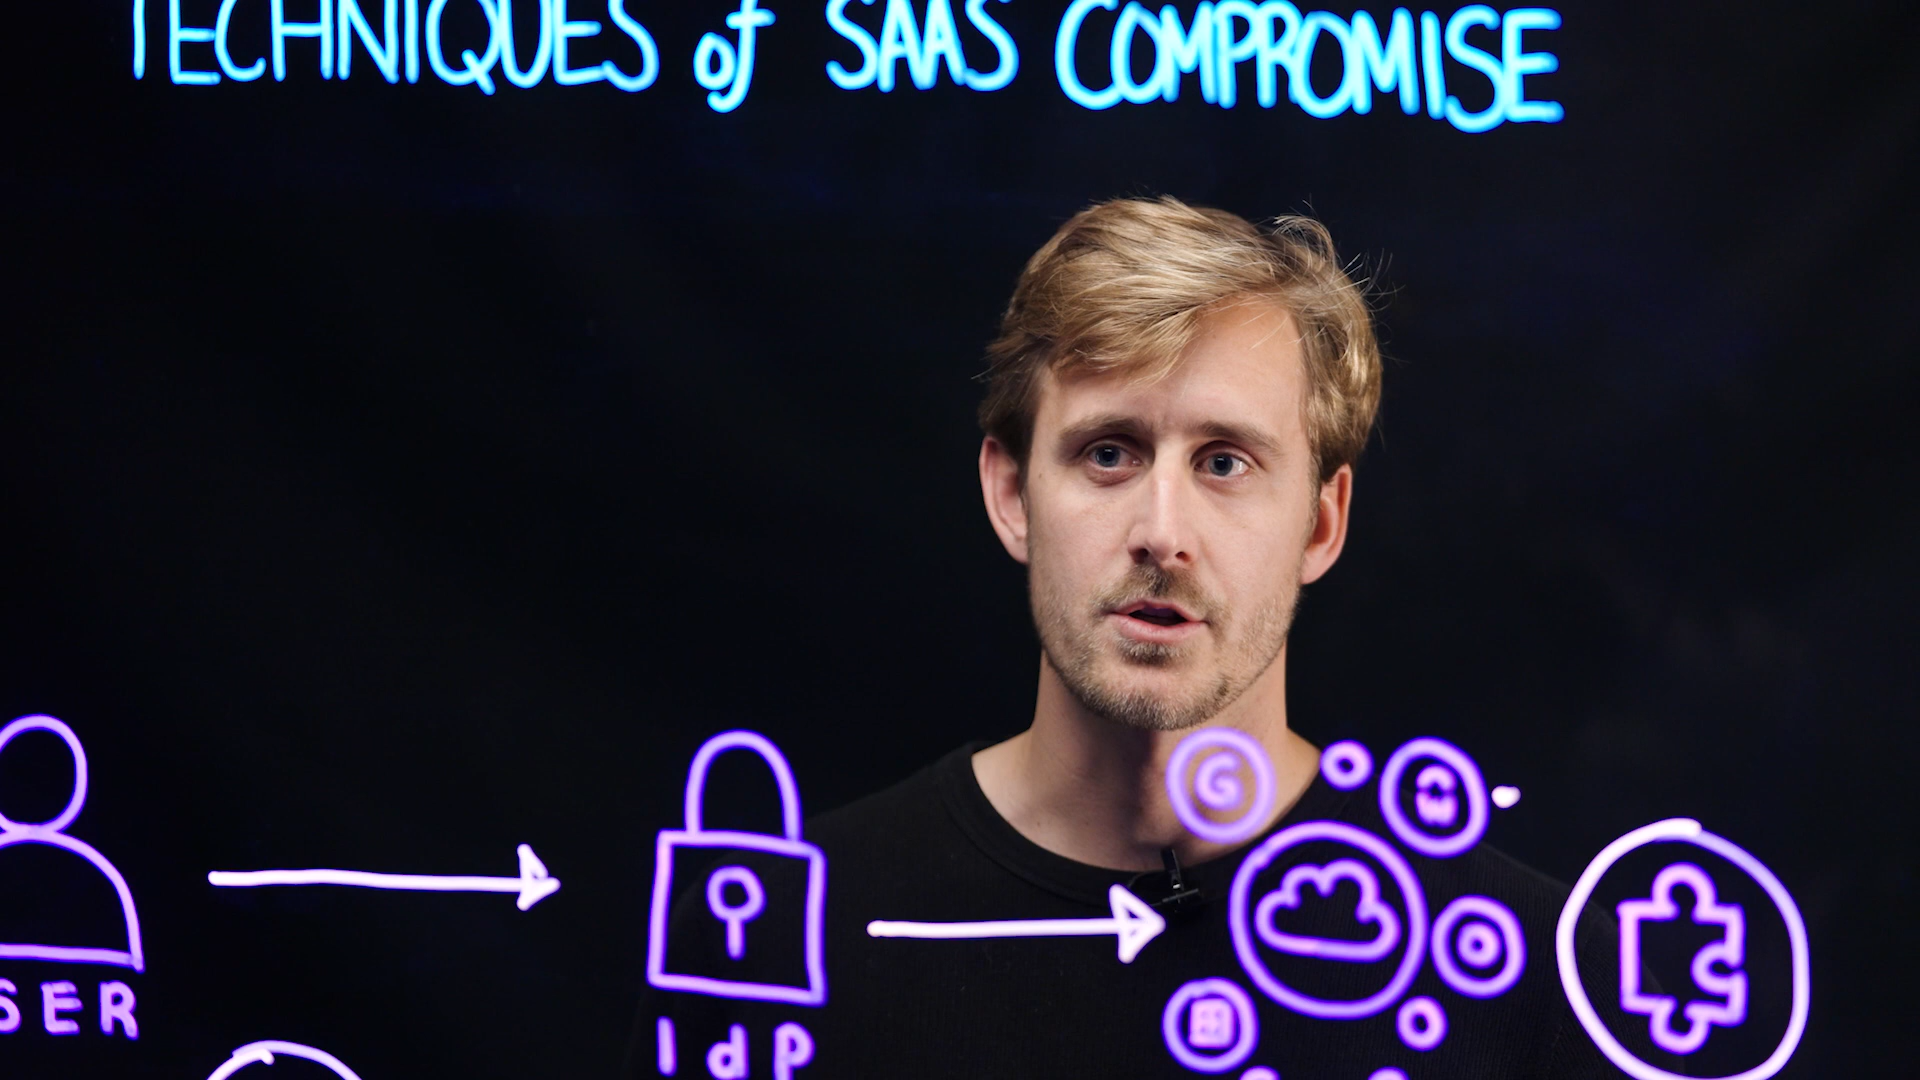 TECHNIQUES of SAAS COMPROMISE
G
SER
IdP